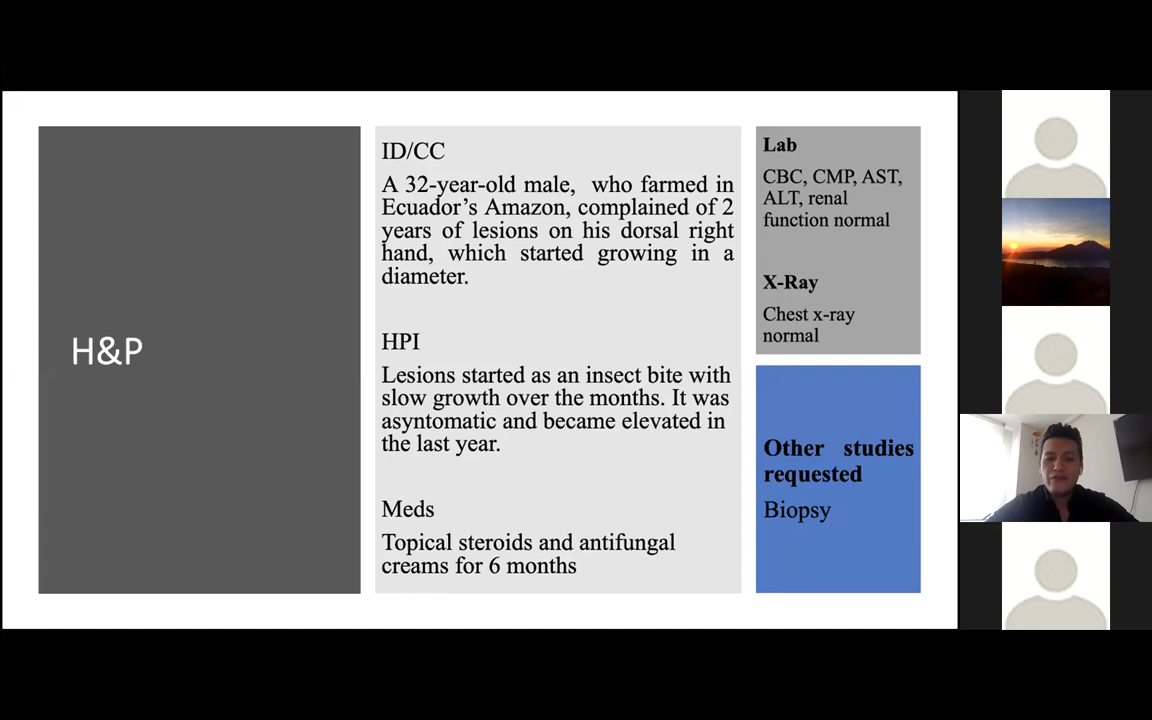 H&P
ID/CC
A 32-year-old male, who farmed in
Ecuador’s Amazon, complained of 2
years of lesions on his dorsal right
hand, which started growing in a
diameter.
HPI
Lesions started as an insect bite with
slow growth over the months. It was
asyntomatic and became elevated in
the last year.
Meds
Topical steroids and antifungal
creams for 6 months
Lab
CBC, CMP, AST,
ALT, renal
function normal
X-Ray
Chest x-ray
normal
Other studies
requested
Biopsy